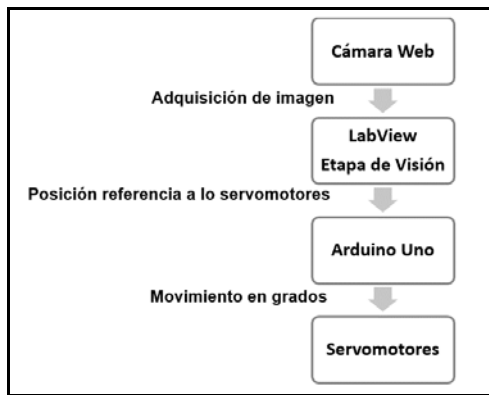 Cámara Web
Adquisición de imagen
LabView
Etapa de Visión
Posición referencia a lo servomotores
Arduino Uno
Movimiento en grados
Servomotores